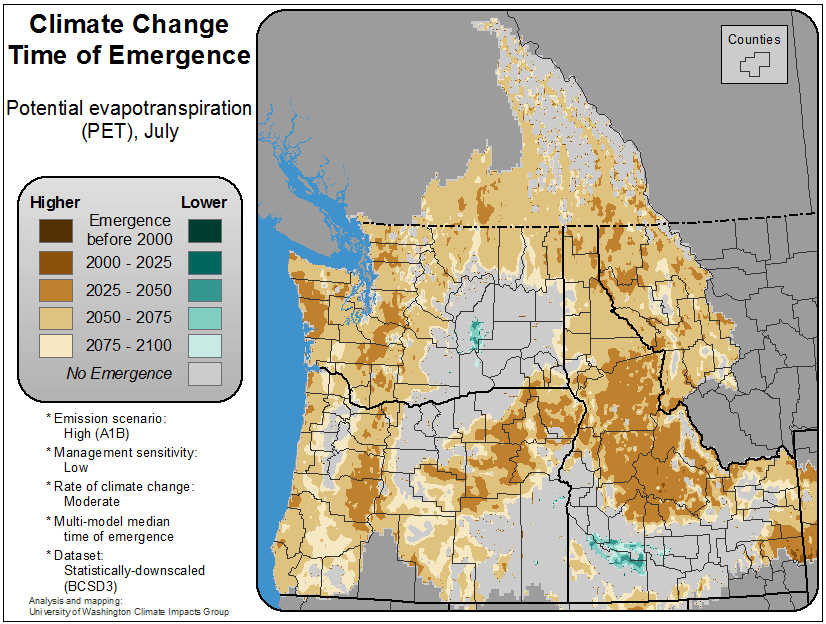 Climate Change
Time of Emergence
Potential evapotranspiration
(PET), July
Higher
Lower
Emergence
before 2000
2000 - 2025
2025 - 2050
2050 - 2075
2075 - 2100
No Emergence
* Emission scenario:
High (A1B)
* Management sensitivity:
Low
* Rate of climate change:
Moderate
* Multi-model median
time of emergence
* Dataset:
Statistically-downscaled
(BCSD3)
Analysis and mapping:
University of Washington Climate Impacts Group
Counties